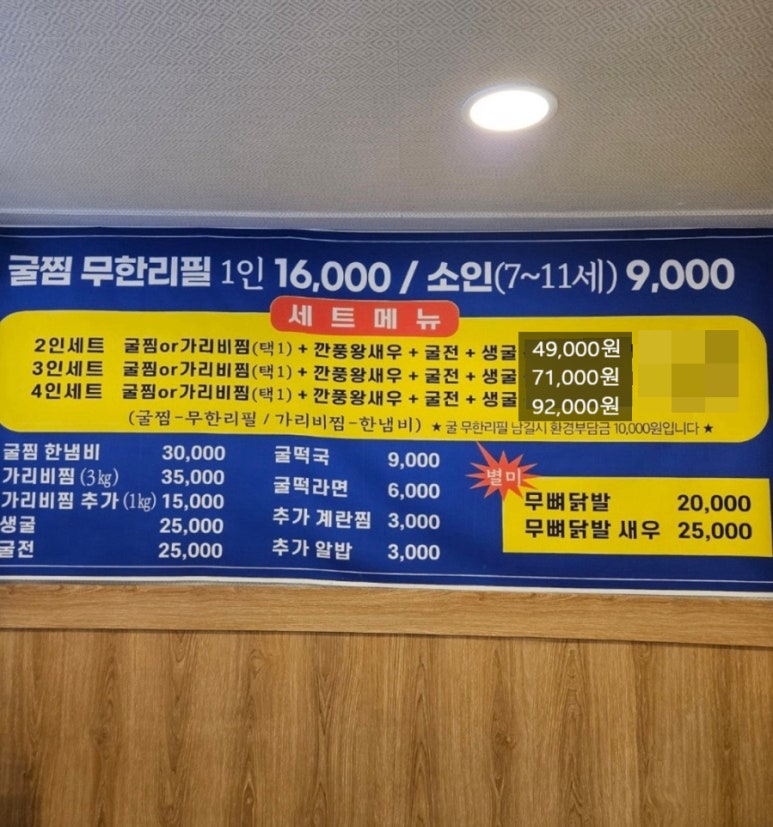 굴찜 무한리필 1인 16,000 / 소인(7~11세) 9,000
세트메뉴
2인세트 굴찜or가리비찜(택1) + 깐풍왕새우 + 굴전 + 생굴 49,000원
3인세트 굴찜or가리비찜(택1) + 깐풍왕새우 + 굴전 + 생굴 71,000원
4인세트 굴찜or가리비찜(택1) + 깐풍왕새우 + 굴전 + 생굴 92,000원
(굴찜-무한리필 / 가리비찜-한냄비) ★ 굴 무한리필 남길시 환경부담금 10,000원입니다 ★
굴찜 한냄비 30,000
가리비찜 (3㎏) 35,000
가리비찜 추가 (1㎏) 15,000
생굴 25,000
굴전 25,000
굴떡국 9,000
굴떡라면 6,000
추가 계란찜 3,000
추가 알밥 3,000
별미
무뼈닭발 20,000
무뼈닭발 새우 25,000